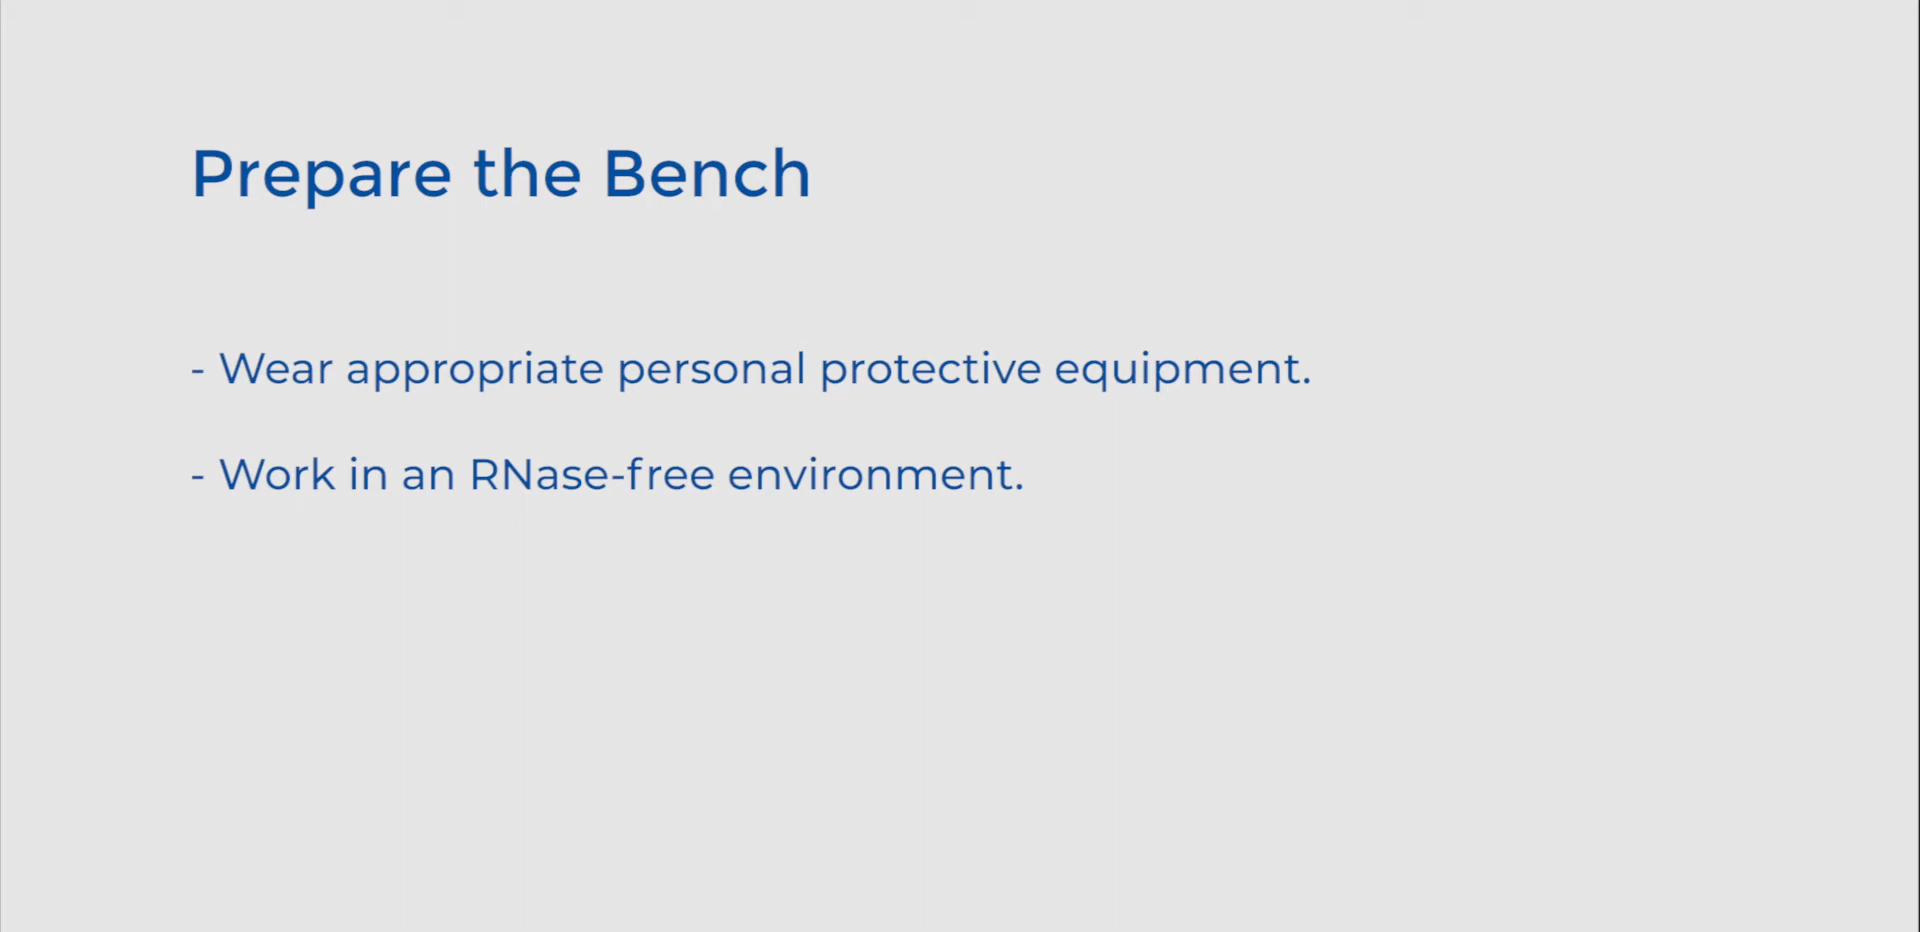 Prepare the Bench
- Wear appropriate personal protective equipment.
- Work in an RNase-free environment.